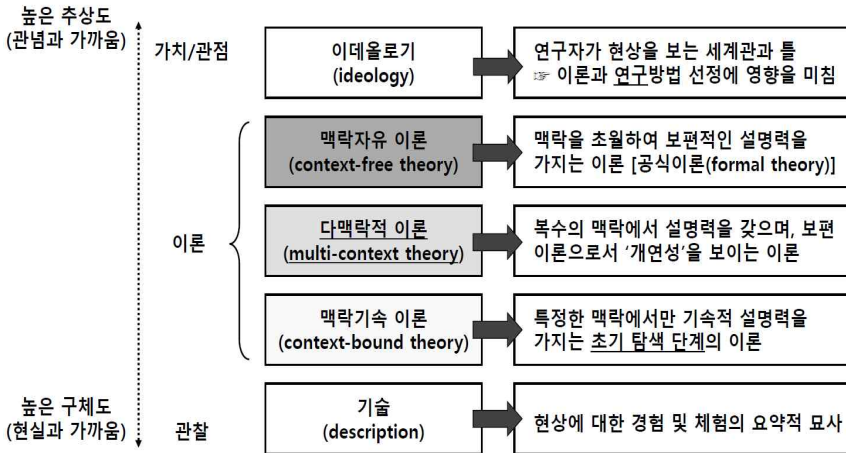 높은 추상도
(관념과 가까움)
가치/관점
이데올로기
(ideology)
연구자가 현상을 보는 세계관과 틀
☞ 이론과 연구방법 선정에 영향을 미침
이론
맥락자유 이론
(context-free theory)
맥락을 초월하여 보편적인 설명력을
가지는 이론 [공식이론(formal theory)]
다맥락적 이론
(multi-context theory)
복수의 맥락에서 설명력을 갖으며, 보편
이론으로서 ‘개연성’을 보이는 이론
맥락기속 이론
(context-bound theory)
특정한 맥락에서만 기속적 설명력을
가지는 초기 탐색 단계의 이론
높은 구체도
(현실과 가까움)
관찰
기술
(description)
현상에 대한 경험 및 체험의 요약적 묘사